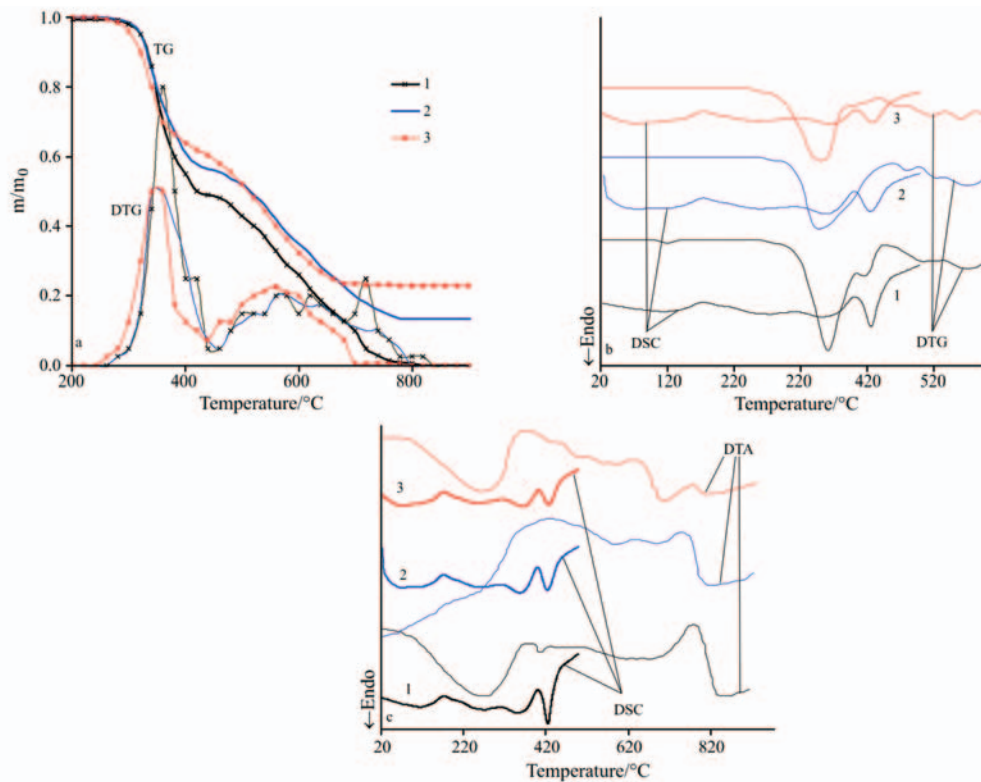 1.0
0.8
0.6
0.4
0.2
0.0
m/m0
TG
DTG
1
2
3
a
200
400
600
800
Temperature/°C
3
2
1
DSC
DTG
←Endo
b
20
120
220
220
420
520
Temperature/°C
DTA
3
2
1
DSC
←Endo
c
20
220
420
620
820
Temperature/°C